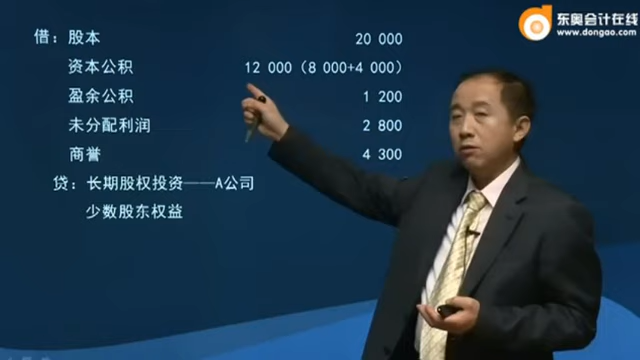 东奥会计在线
www.dongao.com
借：股本 20 000
资本公积 12 000（8 000+4 000）
盈余公积 1 200
未分配利润 2 800
商誉 4 300
贷：长期股权投资——A公司
少数股东权益